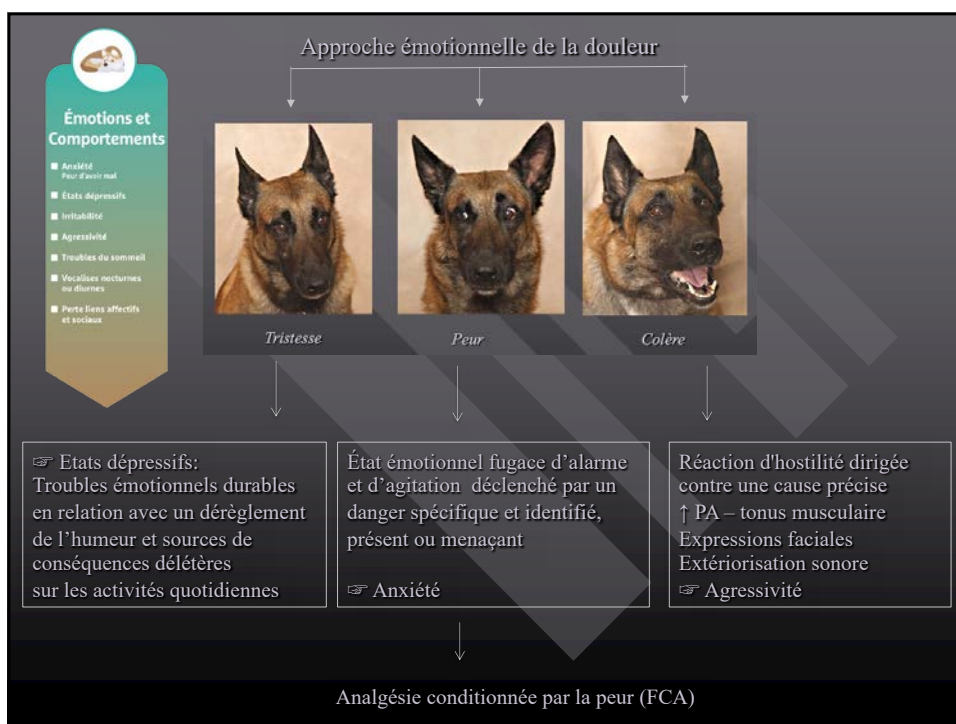 Approche émotionnelle de la douleur
Émotions et
Comportements
Anxiété
Peur d'avoir mal
États dépressifs
Irritabilité
Agressivité
Troubles du sommeil
Vocalises nocturnes
ou diurnes
Perte liens affectifs
et sociaux
Tristesse
Peur
Colère
☞ Etats dépressifs:
Troubles émotionnels durables
en relation avec un dérèglement
de l’humeur et sources de
conséquences délétères
sur les activités quotidiennes
État émotionnel fugace d’alarme
et d’agitation déclenché par un
danger spécifique et identifié,
présent ou menaçant
☞ Anxiété
Réaction d'hostilité dirigée
contre une cause précise
↑ PA – tonus musculaire
Expressions faciales
Extériorisation sonore
☞ Agressivité
Analgésie conditionnée par la peur (FCA)